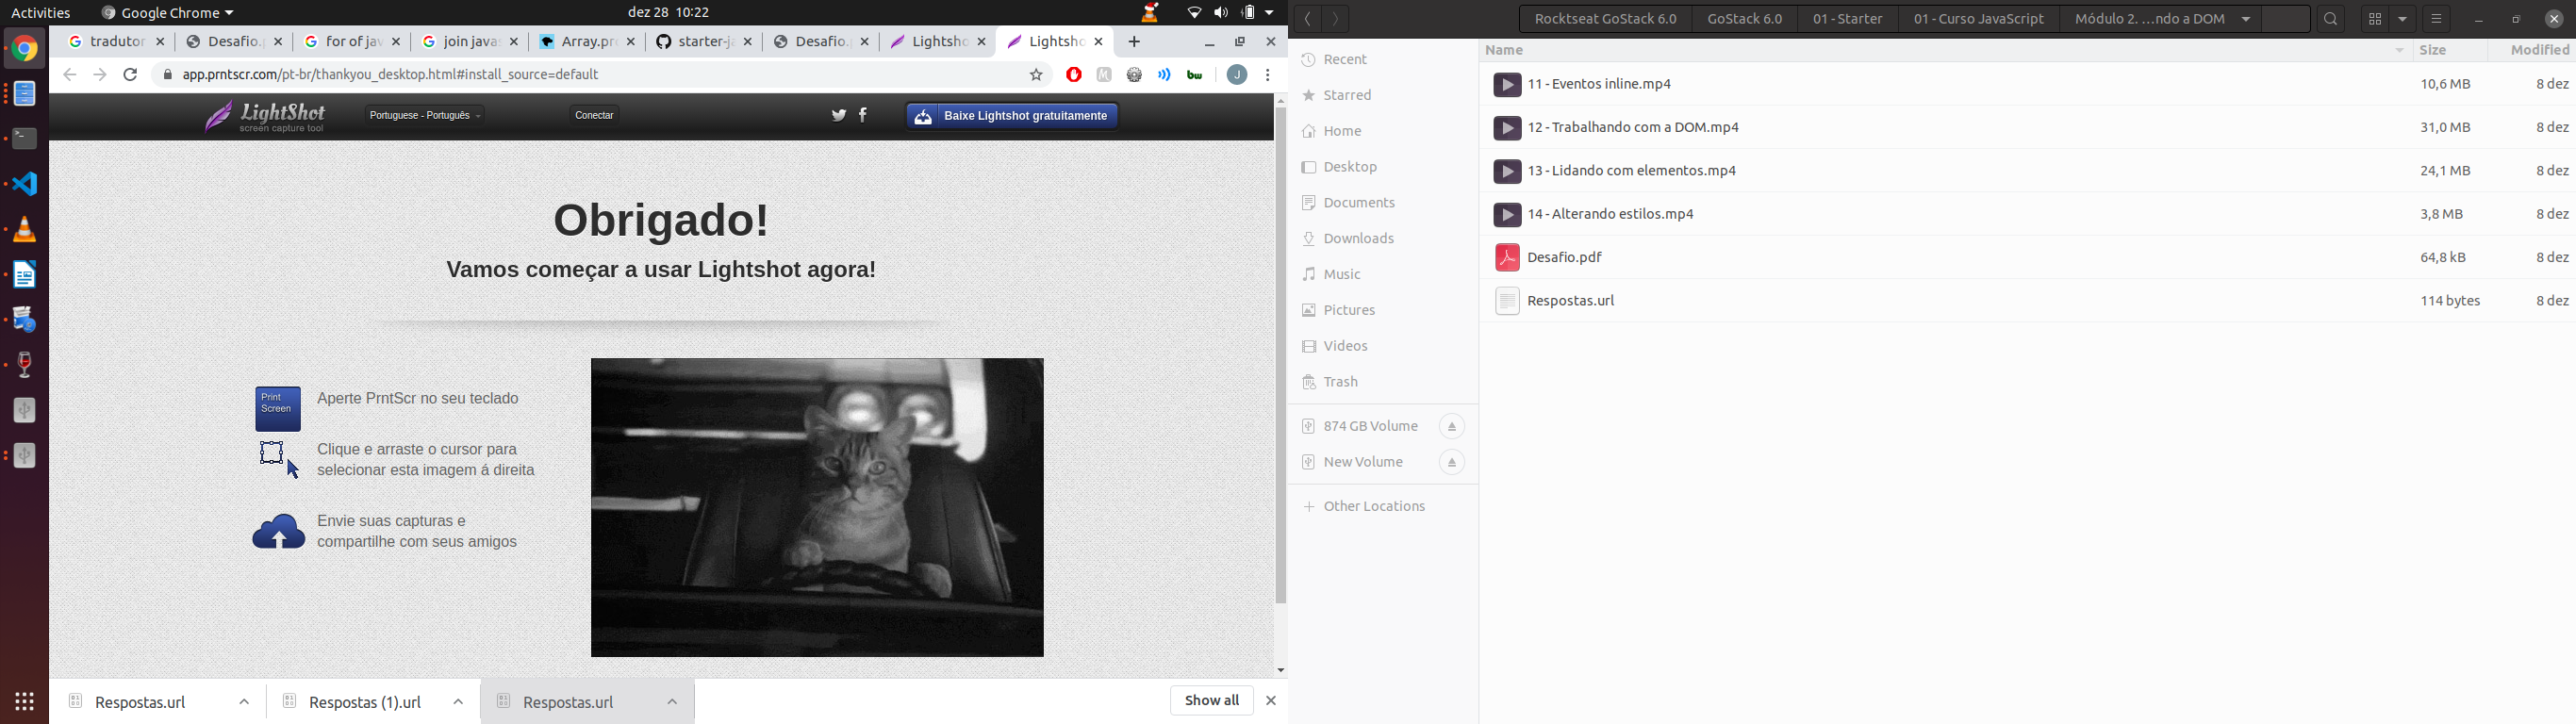 Activities
Google Chrome
dez 28 10:22
tradutor
Desafio.p
for of jav
join javas
Array.pro
starter-ja
Desafio.p
Lightsho
Lightsho
app.prntscr.com/pt-br/thankyou_desktop.html#install_source=default
J
LightShot
screen capture tool
Portuguese - Português
Conectar
Baixe Lightshot gratuitamente
Obrigado!
Vamos começar a usar Lightshot agora!
Print
Screen
Aperte PrntScr no seu teclado
Clique e arraste o cursor para
selecionar esta imagem á direita
Envie suas capturas e
compartilhe com seus amigos
Respostas.url
Respostas (1).url
Respostas.url
Show all
Rocktseat GoStack 6.0
GoStack 6.0
01 - Starter
01 - Curso JavaScript
Módulo 2. …ndo a DOM
Recent
Starred
Home
Desktop
Documents
Downloads
Music
Pictures
Videos
Trash
874 GB Volume
New Volume
Other Locations
Name Size Modified
11 - Eventos inline.mp4 10,6 MB 8 dez
12 - Trabalhando com a DOM.mp4 31,0 MB 8 dez
13 - Lidando com elementos.mp4 24,1 MB 8 dez
14 - Alterando estilos.mp4 3,8 MB 8 dez
Desafio.pdf 64,8 kB 8 dez
Respostas.url 114 bytes 8 dez